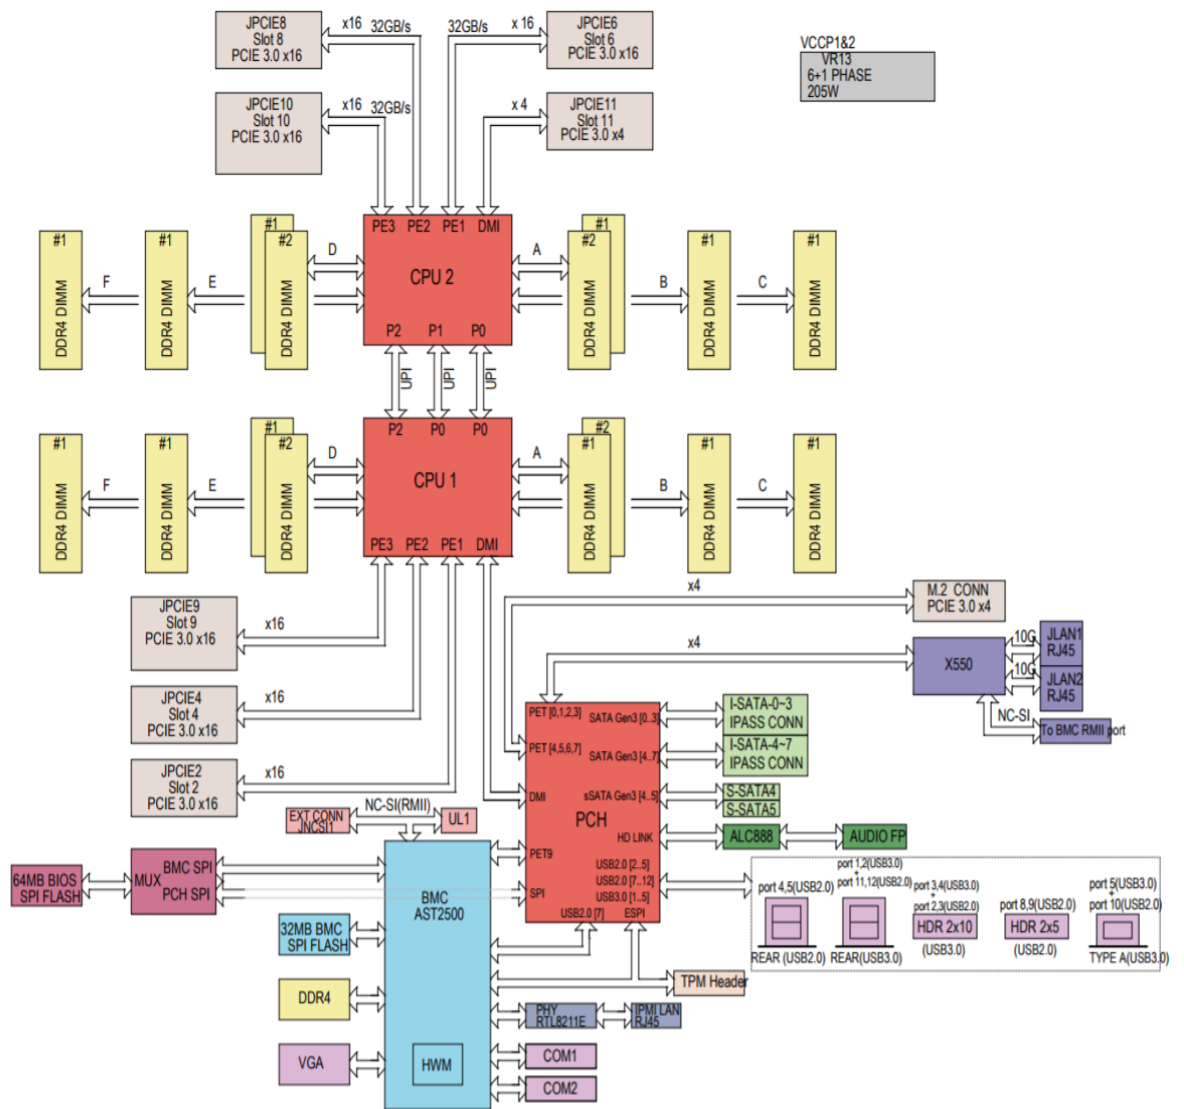 JPCIE8
Slot 8
PCIE 3.0 x16
x16
32GB/s
32GB/s
x 16
JPCIE6
Slot 6
PCIE 3.0 x16
VCCP1&2
VR13
6+1 PHASE
205W
JPCIE10
Slot 10
PCIE 3.0 x16
x16
32GB/s
x 4
JPCIE11
Slot 11
PCIE 3.0 x4
PE3
PE2
PE1
DMI
CPU 2
P2
P1
P0
#1
DDR4 DIMM
F
#1
DDR4 DIMM
E
#1
#2
DDR4 DIMM
D
A
#1
#2
DDR4 DIMM
B
#1
DDR4 DIMM
C
#1
DDR4 DIMM
UPI
UPI
UPI
P2
P0
P0
CPU 1
PE3
PE2
PE1
DMI
#1
DDR4 DIMM
F
#1
DDR4 DIMM
E
#1
#2
DDR4 DIMM
D
A
#2
#1
DDR4 DIMM
B
#1
DDR4 DIMM
C
#1
DDR4 DIMM
JPCIE9
Slot 9
PCIE 3.0 x16
x16
JPCIE4
Slot 4
PCIE 3.0 x16
x16
JPCIE2
Slot 2
PCIE 3.0 x16
x16
x4
M.2 CONN
PCIE 3.0 x4
x4
X550
10G
JLAN1
RJ45
10G
JLAN2
RJ45
NC-SI
To BMC RMII port
PET [0,1,2,3]
SATA Gen3 [0..3]
I-SATA-0~3
IPASS CONN
PET [4,5,6,7]
SATA Gen3 [4..7]
I-SATA-4~7
IPASS CONN
DMI
sSATA Gen3 [4..5]
S-SATA4
S-SATA5
PCH
HD LINK
ALC888
AUDIO FP
PET9
SPI
USB2.0 [2..5]
USB2.0 [7..12]
USB3.0 [1..5]
USB2.0 [7]
ESPI
EXT CONN
JNCSI1
NC-SI(RMII)
UL1
64MB BIOS
SPI FLASH
MUX
BMC SPI
PCH SPI
BMC
AST2500
32MB BMC
SPI FLASH
DDR4
VGA
HWM
TPM Header
PHY
RTL8211E
IPMI LAN
RJ45
COM1
COM2
port 4,5(USB2.0)
REAR (USB2.0)
port 1,2(USB3.0)
+
port 11,12(USB2.0)
REAR(USB3.0)
port 3,4(USB3.0)
+
port 2,3(USB2.0)
HDR 2x10
(USB3.0)
port 8,9(USB2.0)
HDR 2x5
(USB2.0)
port 5(USB3.0)
+
port 10(USB2.0)
TYPE A(USB3.0)